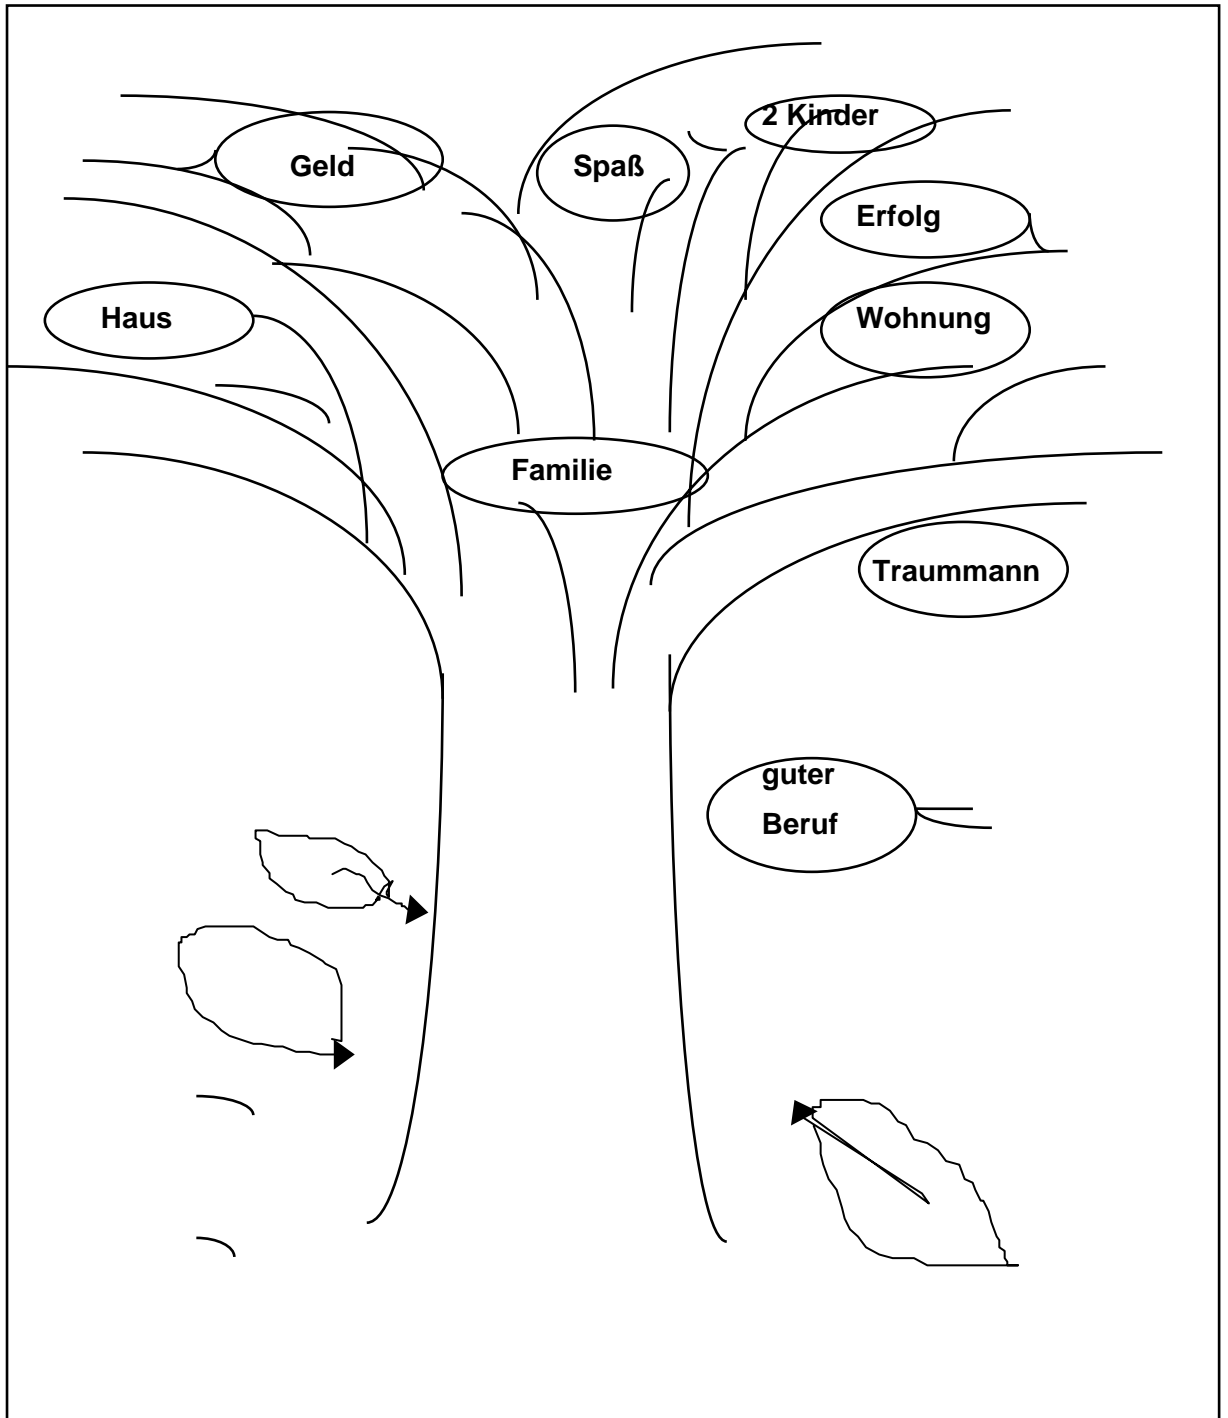 2 Kinder
Geld
Spaß
Erfolg
Haus
Wohnung
Familie
Traummann
guter
Beruf